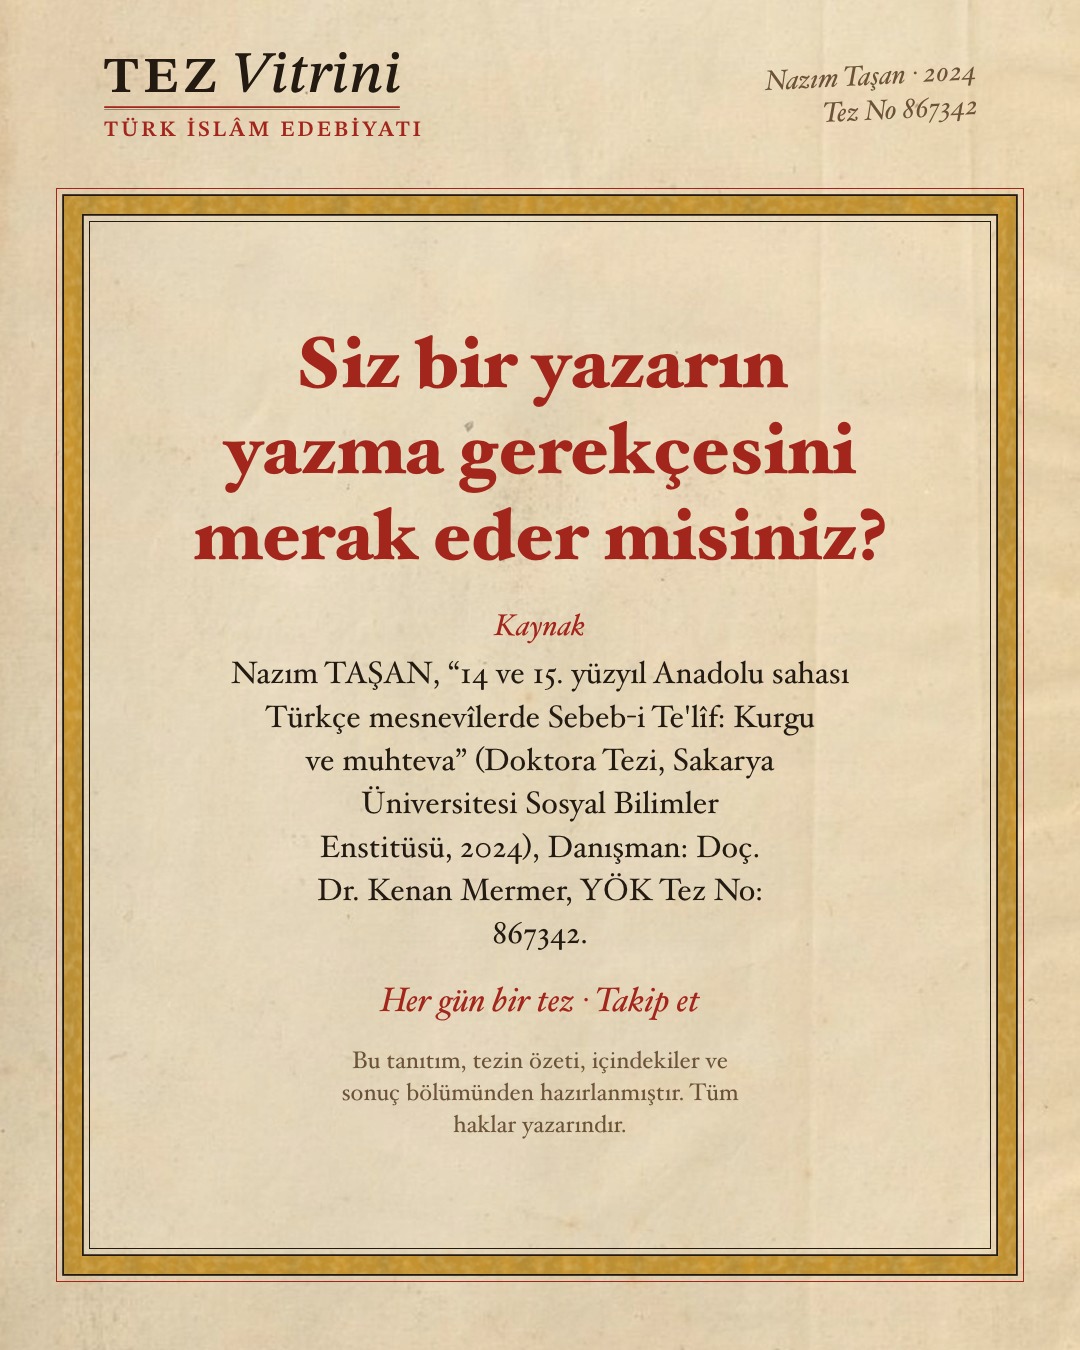 TEZ Vitrini
TÜRK İSLÂM EDEBİYATI
Nazım Taşan · 2024
Tez No 867342
Siz bir yazarın
yazma gerekçesini
merak eder misiniz?
Kaynak
Nazım TAŞAN, “14 ve 15. yüzyıl Anadolu sahası
Türkçe mesnevîlerde Sebeb-i Te'lîf: Kurgu
ve muhteva” (Doktora Tezi, Sakarya
Üniversitesi Sosyal Bilimler
Enstitüsü, 2024), Danışman: Doç.
Dr. Kenan Mermer, YÖK Tez No:
867342.
Her gün bir tez · Takip et
Bu tanıtım, tezin özeti, içindekiler ve
sonuç bölümünden hazırlanmıştır. Tüm
haklar yazarındır.